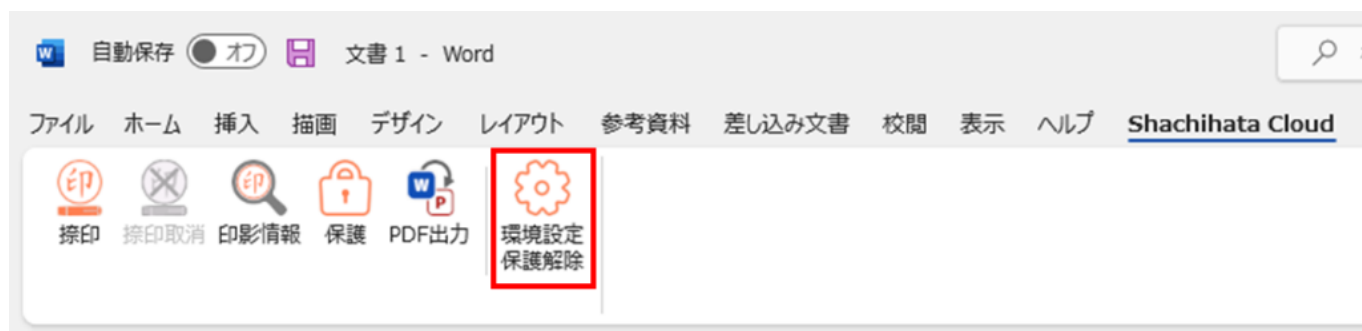 自動保存 オフ 文書 1 - Word
ファイル ホーム 挿入 描画 デザイン レイアウト 参考資料 差し込み文書 校閲 表示 ヘルプ Shachihata Cloud
捺印 捺印取消 印影情報 保護 PDF出力 環境設定
保護解除